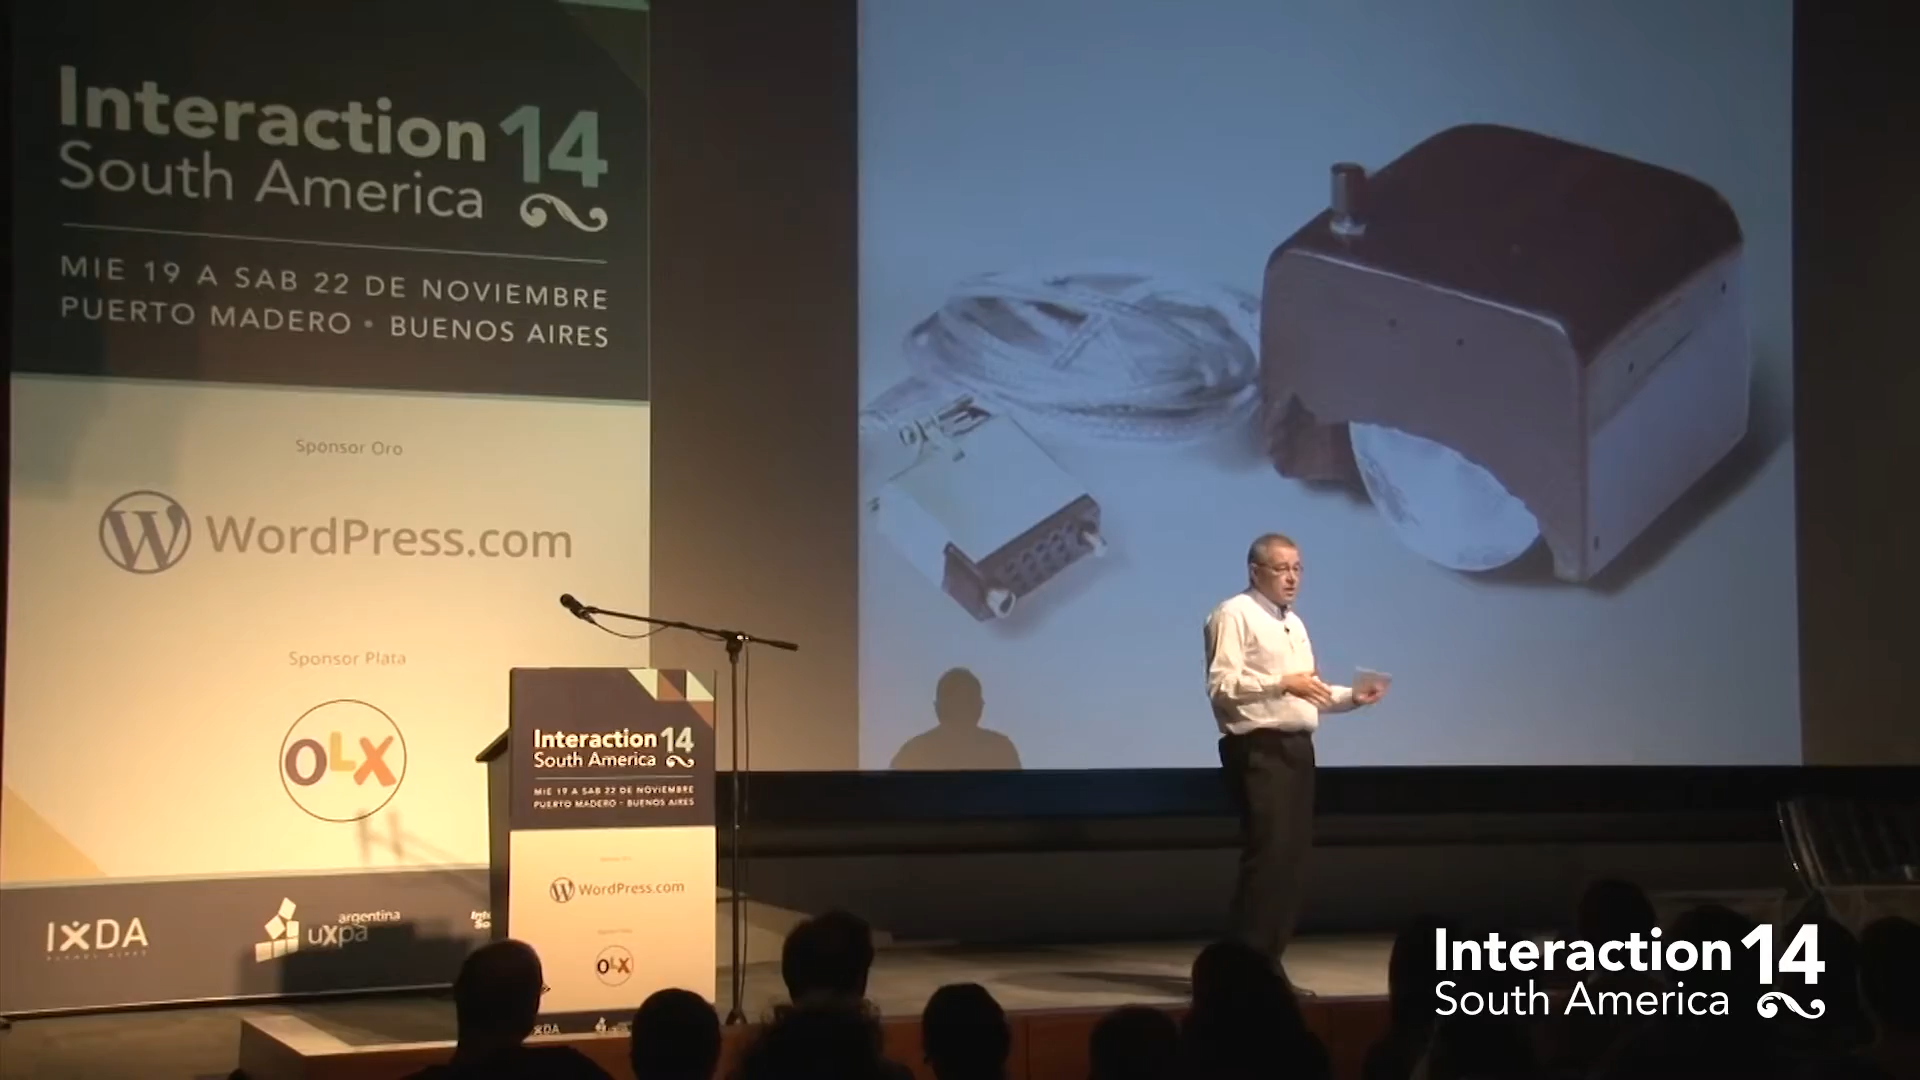 Interaction 14
South America
MIE 19 A SAB 22 DE NOVIEMBRE
PUERTO MADERO • BUENOS AIRES
Sponsor Oro
WordPress.com
Sponsor Plata
OLX
IxDA
argentina
uxpa
Interaction 14
South America
MIE 19 A SAB 22 DE NOVIEMBRE
PUERTO MADERO • BUENOS AIRES
WordPress.com
OLX
IxDA
Interaction 14
South America